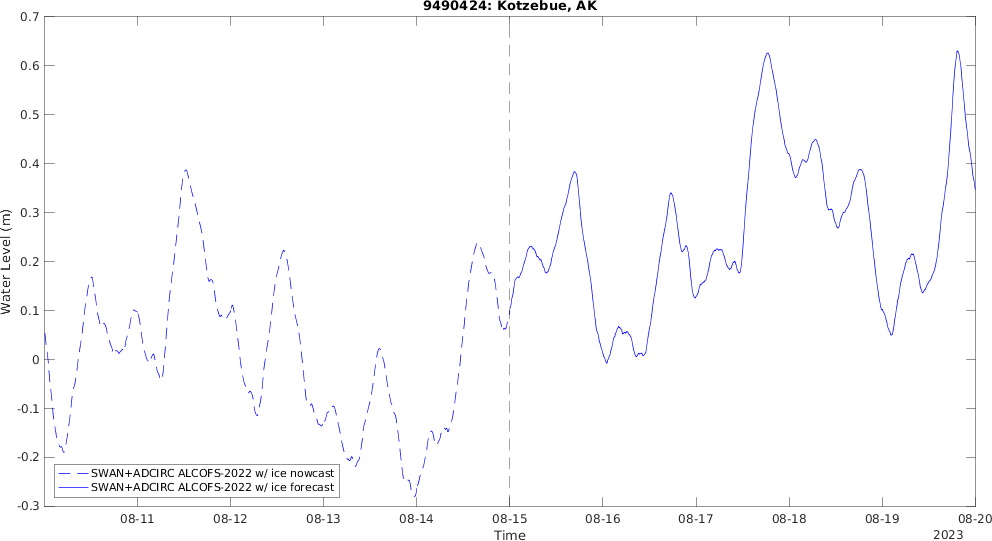 9490424: Kotzebue, AK
0.7
0.6
0.5
0.4
0.3
0.2
0.1
0
-0.1
-0.2
-0.3
Water Level (m)
SWAN+ADCIRC ALCOFS-2022 w/ ice nowcast
SWAN+ADCIRC ALCOFS-2022 w/ ice forecast
08-11 08-12 08-13 08-14 08-15 08-16 08-17 08-18 08-19 08-20
Time
2023